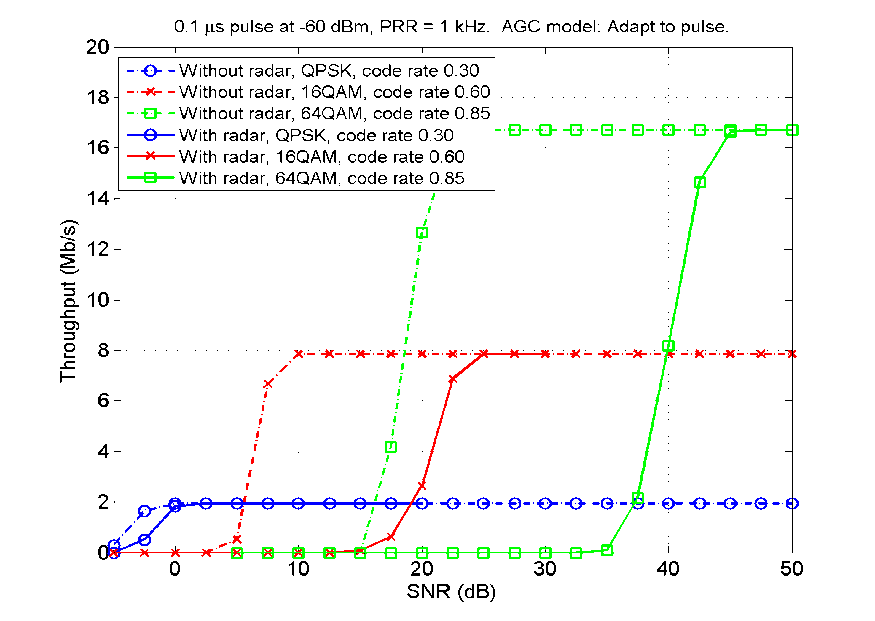 0.1 μs pulse at -60 dBm, PRR = 1 kHz.  AGC model: Adapt to pulse.
20
18
16
14
12
10
8
6
4
2
0
Throughput (Mb/s)
Without radar, QPSK, code rate 0.30
Without radar, 16QAM, code rate 0.60
Without radar, 64QAM, code rate 0.85
With radar, QPSK, code rate 0.30
With radar, 16QAM, code rate 0.60
With radar, 64QAM, code rate 0.85
0 10 20 30 40 50
SNR (dB)